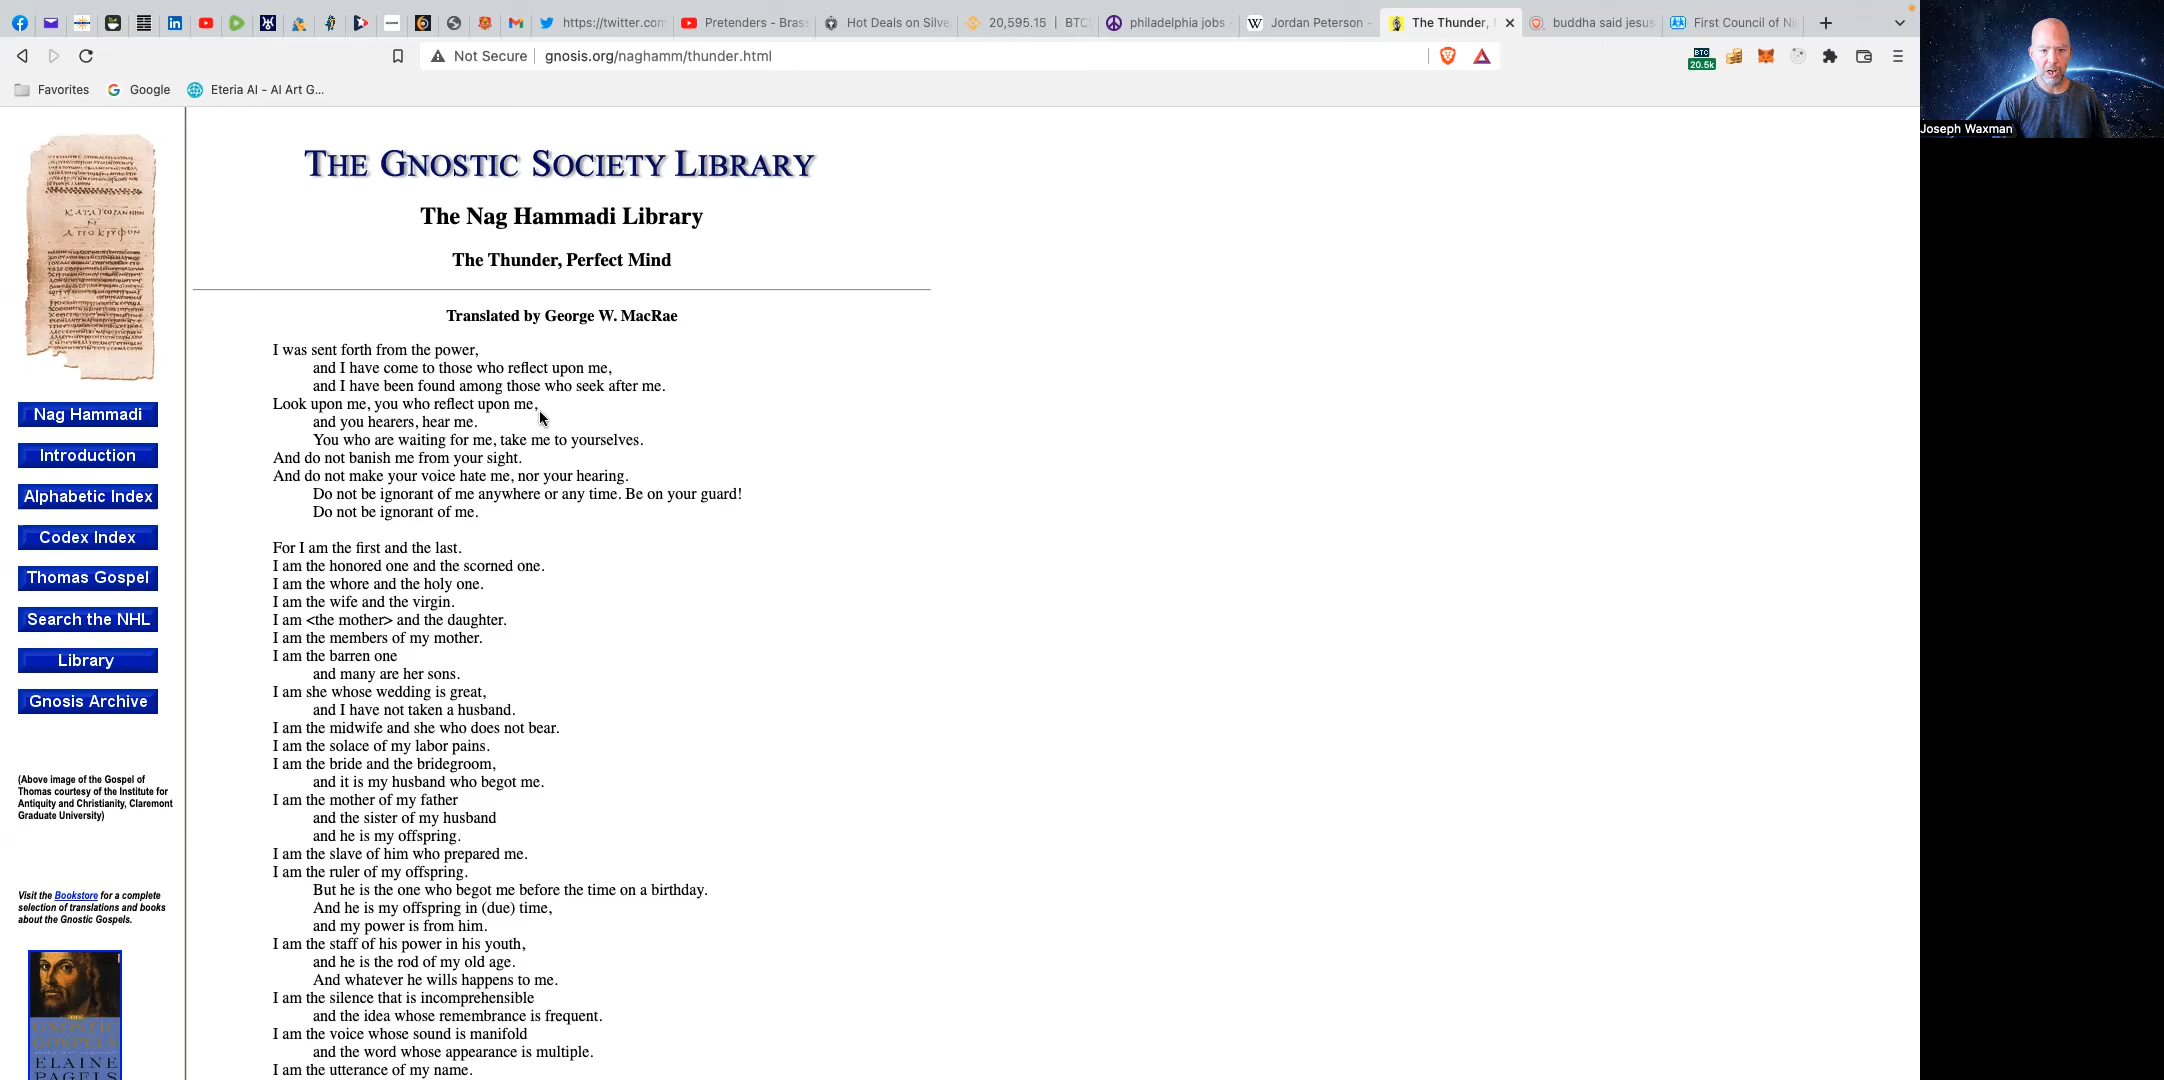 https://twitter.com
Pretenders - Brass
Hot Deals on Silve
20,595.15 | BTC
philadelphia jobs -
Jordan Peterson -
The Thunder,
buddha said jesus
First Council of Ni
Not Secure
gnosis.org/naghamm/thunder.html
BTC
20.5k
Favorites
Google
Eteria AI - AI Art G...
Joseph Waxman
THE GNOSTIC SOCIETY LIBRARY
The Nag Hammadi Library
The Thunder, Perfect Mind
Translated by George W. MacRae
I was sent forth from the power,
and I have come to those who reflect upon me,
and I have been found among those who seek after me.
Look upon me, you who reflect upon me,
and you hearers, hear me.
You who are waiting for me, take me to yourselves.
And do not banish me from your sight.
And do not make your voice hate me, nor your hearing.
Do not be ignorant of me anywhere or any time. Be on your guard!
Do not be ignorant of me.
For I am the first and the last.
I am the honored one and the scorned one.
I am the whore and the holy one.
I am the wife and the virgin.
I am <the mother> and the daughter.
I am the members of my mother.
I am the barren one
and many are her sons.
I am she whose wedding is great,
and I have not taken a husband.
I am the midwife and she who does not bear.
I am the solace of my labor pains.
I am the bride and the bridegroom,
and it is my husband who begot me.
I am the mother of my father
and the sister of my husband
and he is my offspring.
I am the slave of him who prepared me.
I am the ruler of my offspring.
But he is the one who begot me before the time on a birthday.
And he is my offspring in (due) time,
and my power is from him.
I am the staff of his power in his youth,
and he is the rod of my old age.
And whatever he wills happens to me.
I am the silence that is incomprehensible
and the idea whose remembrance is frequent.
I am the voice whose sound is manifold
and the word whose appearance is multiple.
I am the utterance of my name.
Nag Hammadi
Introduction
Alphabetic Index
Codex Index
Thomas Gospel
Search the NHL
Library
Gnosis Archive
(Above image of the Gospel of
Thomas courtesy of the Institute for
Antiquity and Christianity, Claremont
Graduate University)
Visit the Bookstore for a complete
selection of translations and books
about the Gnostic Gospels.
THE
GNOSTIC
GOSPELS
ELAINE
PAGELS